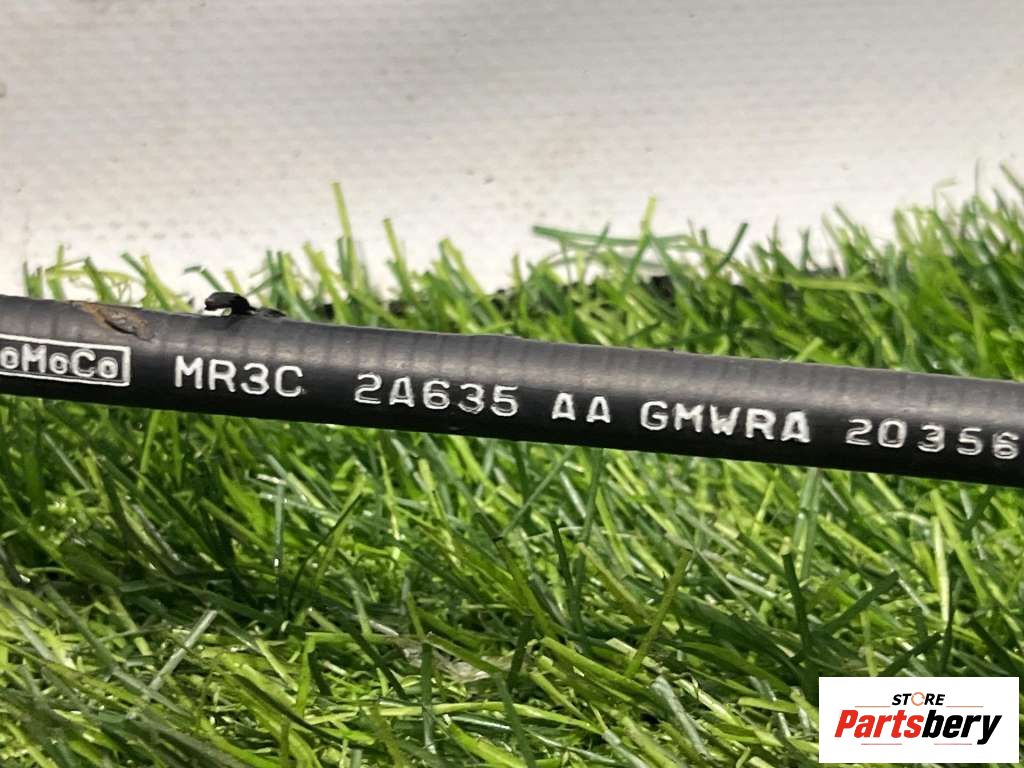 oMoCo MR3C 2A635 AA GMWRA 20356
STORE
Partsbery